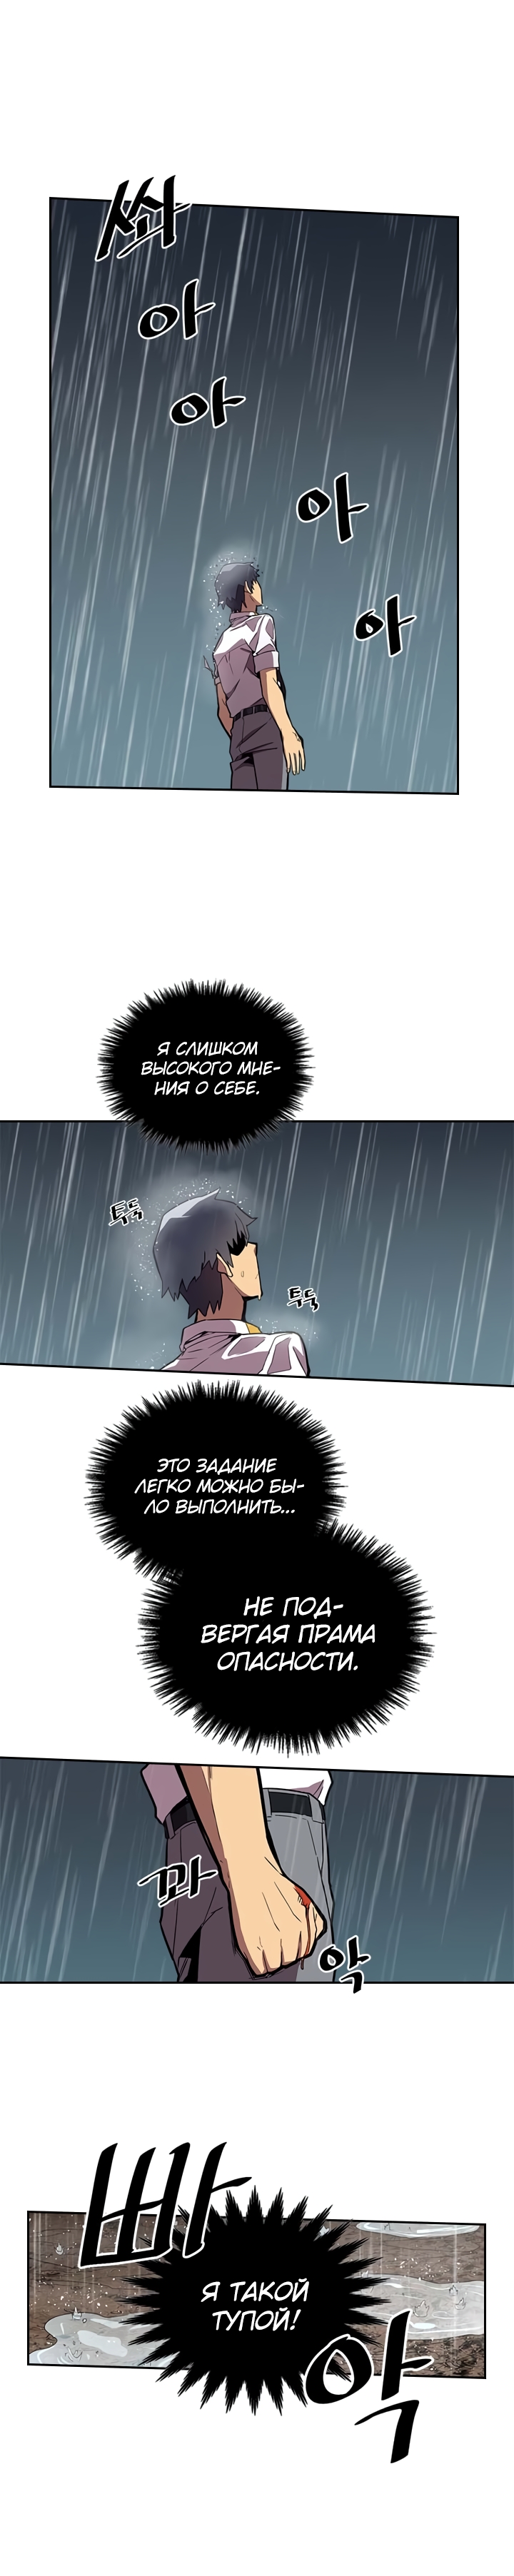 쏴
아
아
아
아
Я СЛИШКОМ
ВЫСОКОГО МНЕ-
НИЯ О СЕБЕ.
투둑
투둑
ЭТО ЗАДАНИЕ
ЛЕГКО МОЖНО БЫ-
ЛО ВЫПОЛНИТЬ...
НЕ ПОД-
ВЕРГАЯ ПРАМА
ОПАСНОСТИ.
꽈
악
빠
Я ТАКОЙ
ТУПОЙ!
악